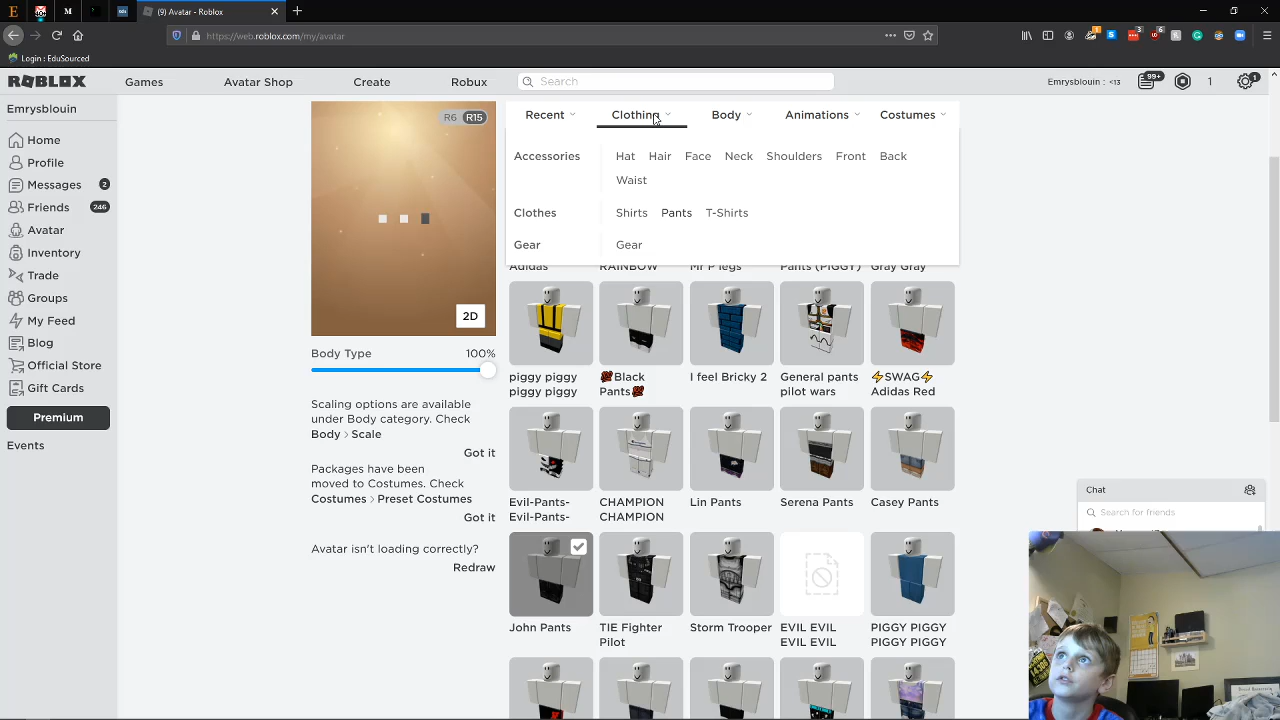 (9) Avatar - Roblox
https://web.roblox.com/my/avatar
Login : EduSourced
ROBLOX
Games
Avatar Shop
Create
Robux
Search
Emrysblouin : <13
99+
1
1
Emrysblouin
Home
Profile
Messages 2
Friends 246
Avatar
Inventory
Trade
Groups
My Feed
Blog
Official Store
Gift Cards
Premium
Events
R6 R15
2D
Body Type 100%
Scaling options are available
under Body category. Check
Body > Scale
Got it
Packages have been
moved to Costumes. Check
Costumes > Preset Costumes
Got it
Avatar isn't loading correctly?
Redraw
Recent
Clothing
Body
Animations
Costumes
Accessories
Hat Hair Face Neck Shoulders Front Back
Waist
Clothes
Shirts Pants T-Shirts
Gear
Gear
Adidas
RAINBOW
Mr P legs
Pants (PIGGY)
Gray Gray
piggy piggy
piggy piggy
💯Black
Pants💯
I feel Bricky 2
General pants
pilot wars
⚡SWAG⚡
Adidas Red
Evil-Pants-
Evil-Pants-
CHAMPION
CHAMPION
Lin Pants
Serena Pants
Casey Pants
John Pants
TIE Fighter
Pilot
Storm Trooper
EVIL EVIL
EVIL EVIL
PIGGY PIGGY
PIGGY PIGGY
Chat
Search for friends